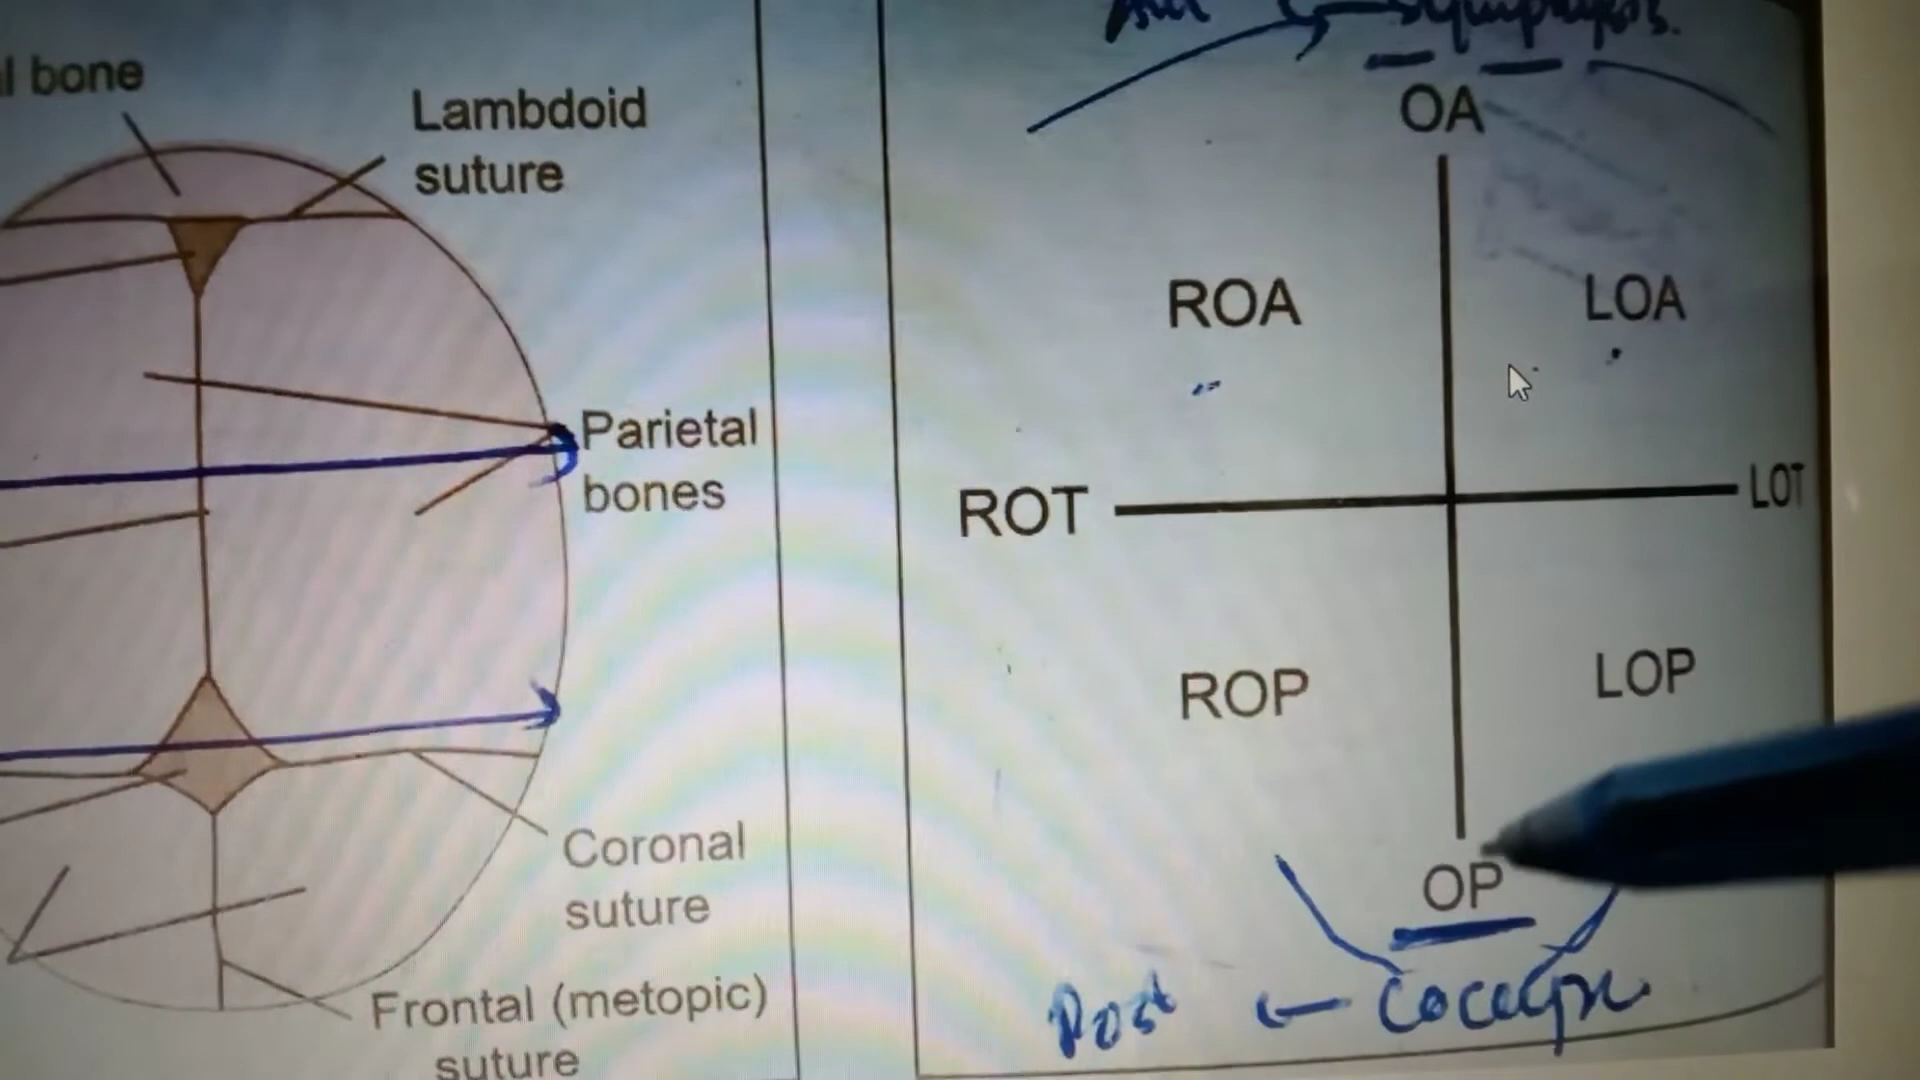 l bone
Lambdoid
suture
Parietal
bones
Coronal
suture
Frontal (metopic)
suture
symphysis.
OA
ROA
LOA
ROT
LOT
ROP
LOP
OP
Post ←